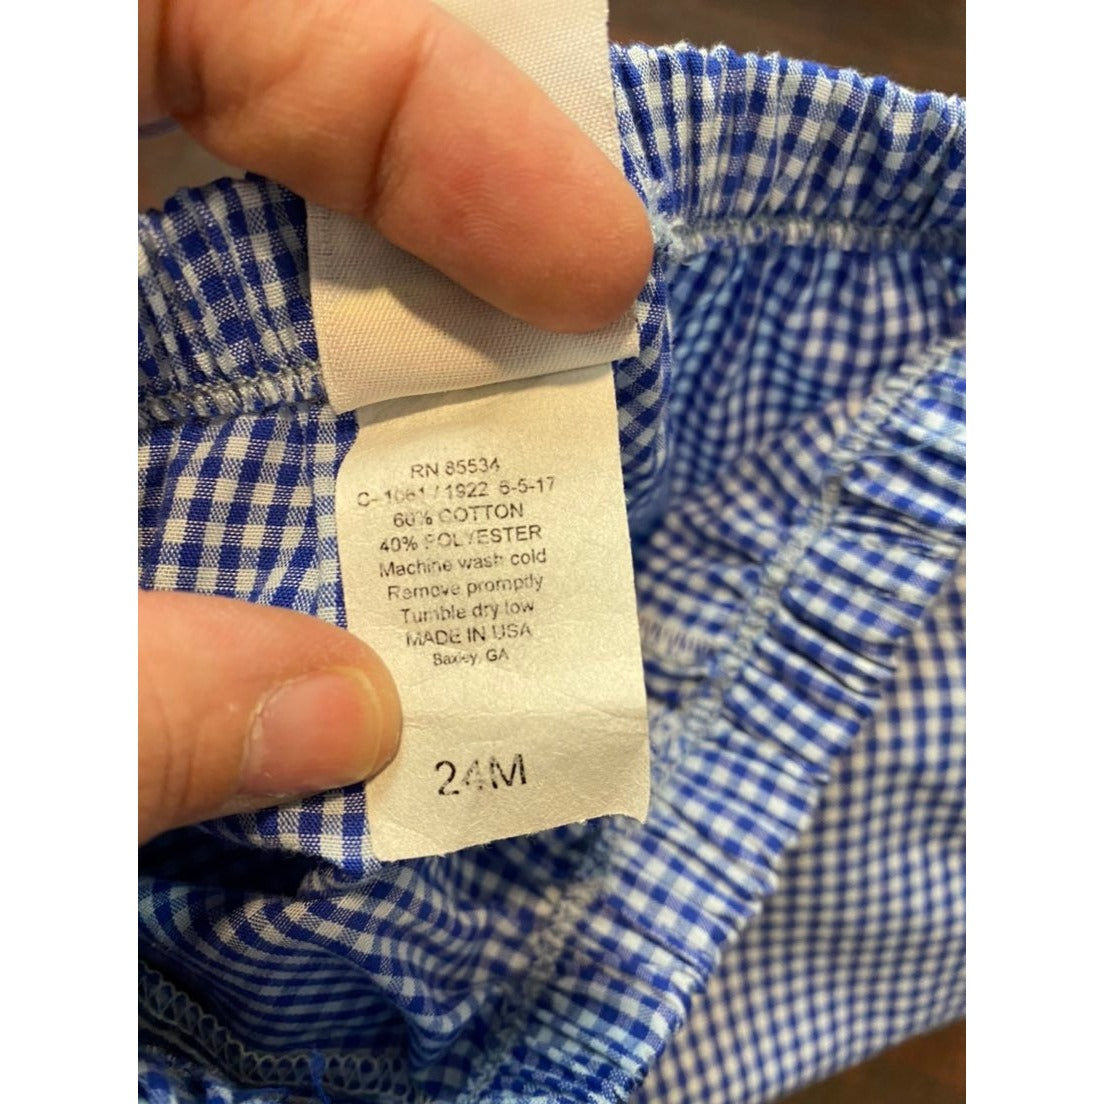 RN 85534
C-1661 / 1922 6-5-17
60% COTTON
40% POLYESTER
Machine wash cold
Remove promptly
Tumble dry low
MADE IN USA
Baxley, GA
24M